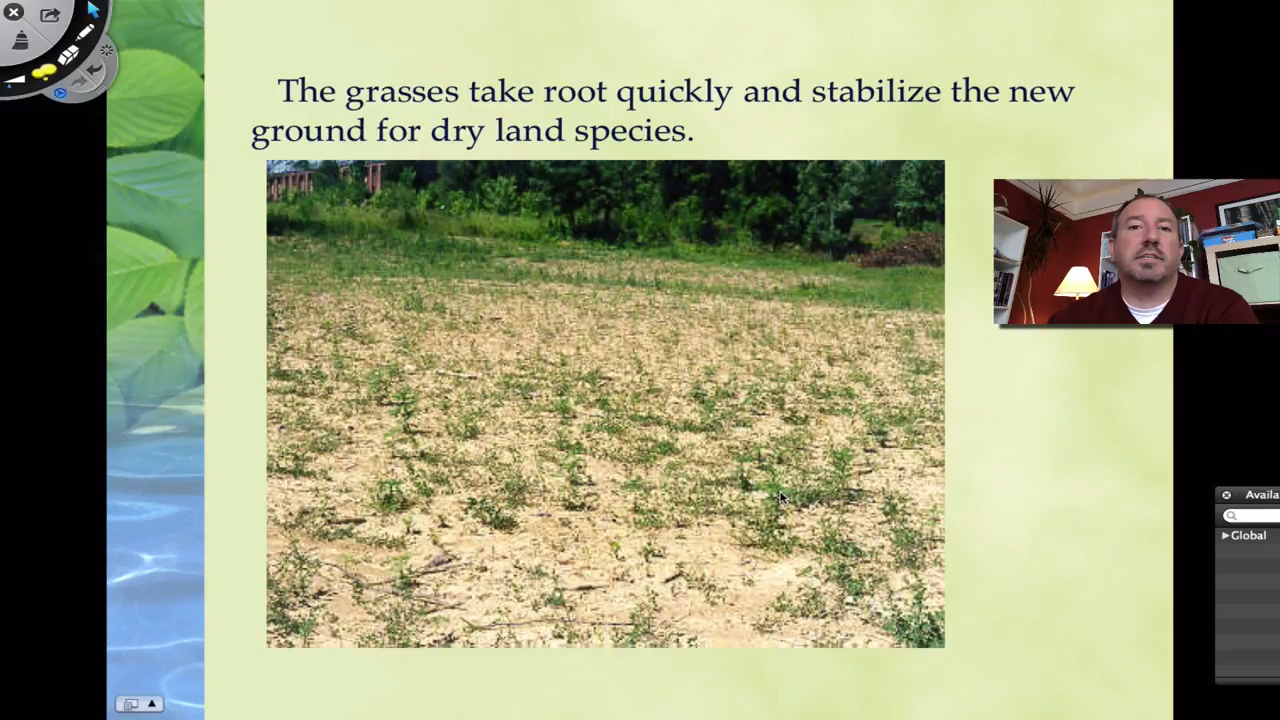 The grasses take root quickly and stabilize the new
ground for dry land species.
Availa
Global